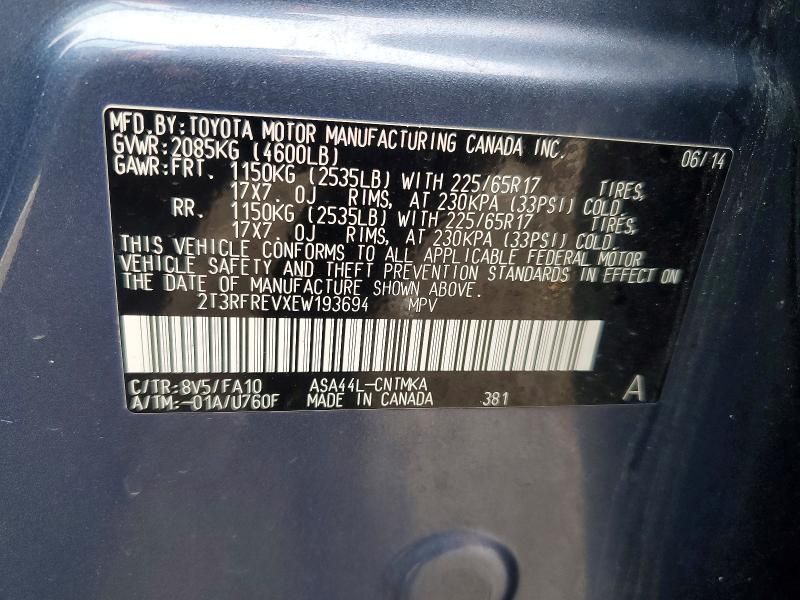 MFD.BY:TOYOTA MOTOR MANUFACTURING CANADA INC.
GVWR:2085KG (4600LB) 06/14
GAWR:FRT. 1150KG (2535LB) WITH 225/65R17 TIRES,
17X7.0J RIMS, AT 230KPA (33PSI) COLD.
RR. 1150KG (2535LB) WITH 225/65R17 TIRES,
17X7.0J RIMS, AT 230KPA (33PSI) COLD.
THIS VEHICLE CONFORMS TO ALL APPLICABLE FEDERAL MOTOR
VEHICLE SAFETY AND THEFT PREVENTION STANDARDS IN EFFECT ON
THE DATE OF MANUFACTURE SHOWN ABOVE.
2T3RFREVXEW193694 MPV
C/TR:8V5/FA10 ASA44L-CNTMKA
A/TM:-01A/U760F MADE IN CANADA 381 A